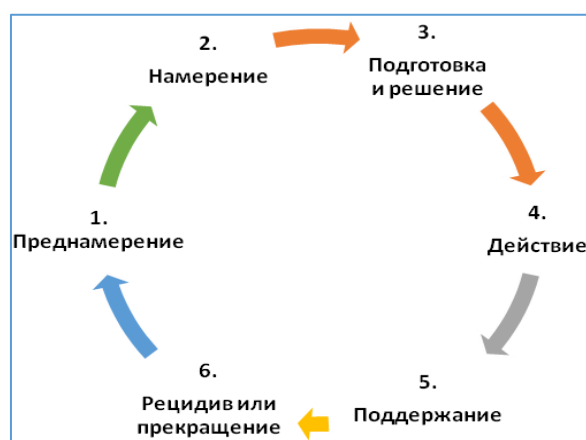 1.
Преднамерение
2.
Намерение
3.
Подготовка
и решение
4.
Действие
5.
Поддержание
6.
Рецидив или
прекращение